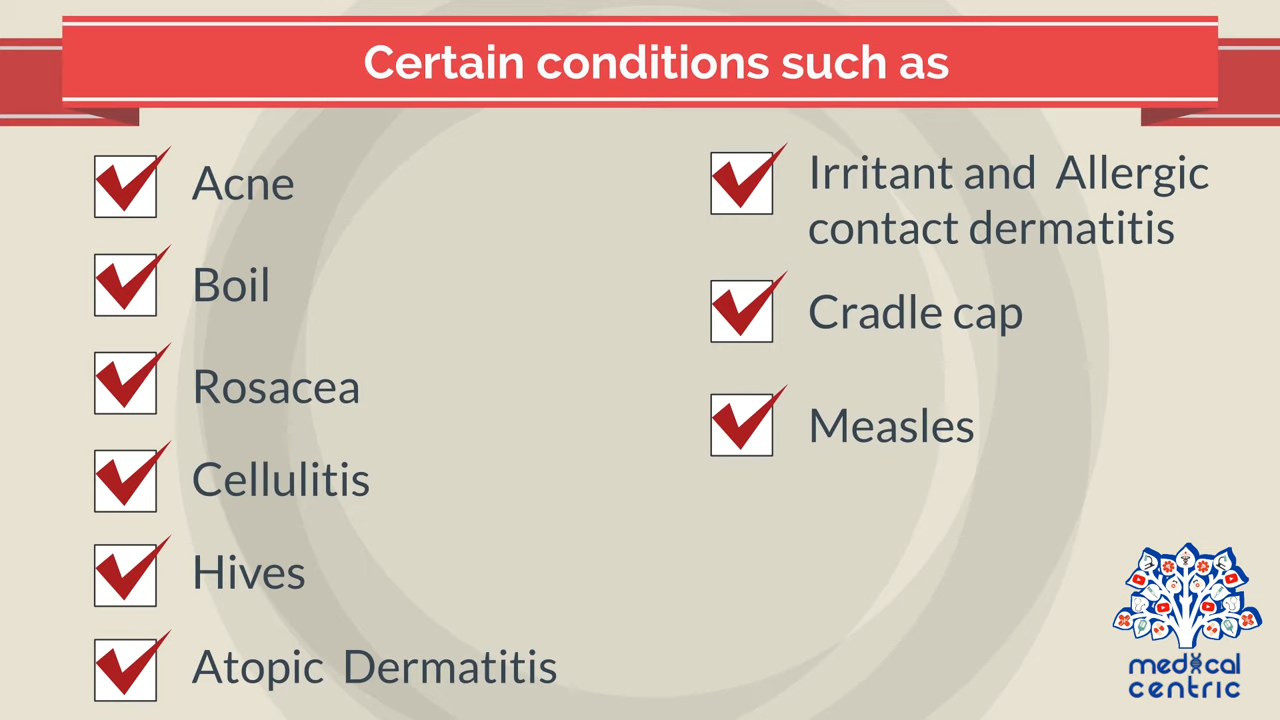 Certain conditions such as
Acne
Boil
Rosacea
Cellulitis
Hives
Atopic Dermatitis
Irritant and Allergic
contact dermatitis
Cradle cap
Measles
medical
centric